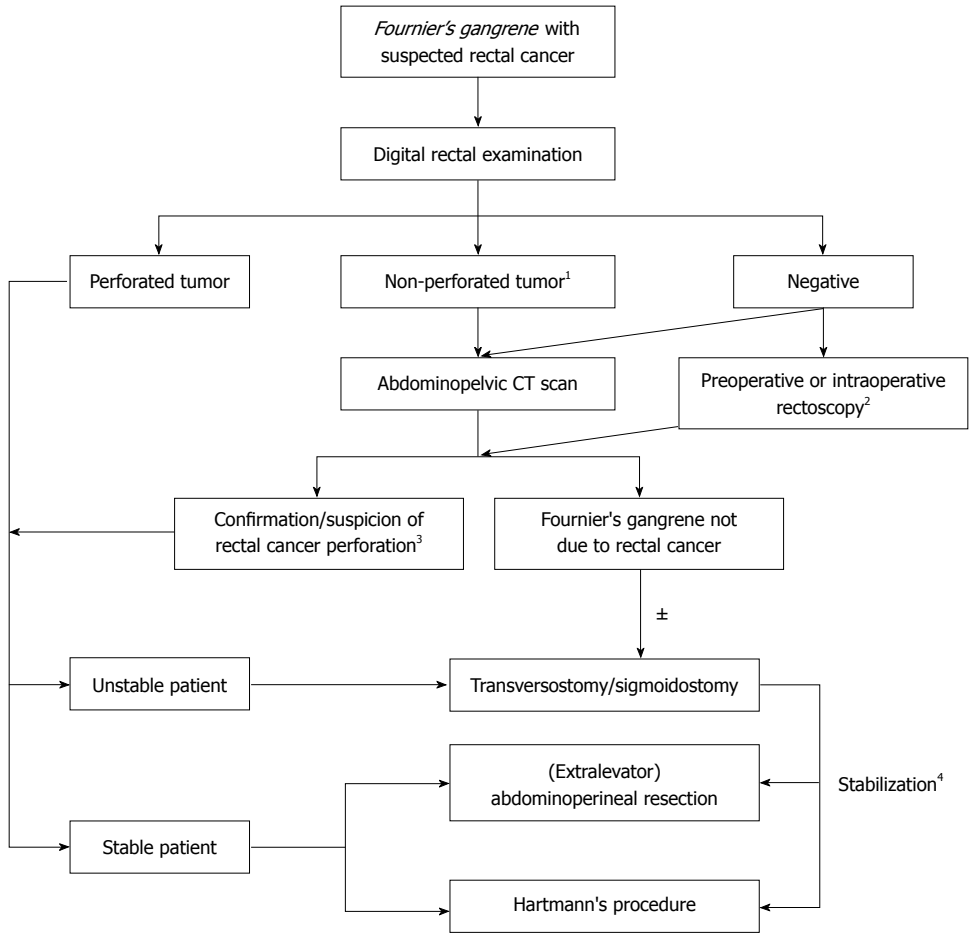 Fournier's gangrene with
suspected rectal cancer
Digital rectal examination
Perforated tumor
Non-perforated tumor¹
Negative
Abdominopelvic CT scan
Preoperative or intraoperative
rectoscopy²
Confirmation/suspicion of
rectal cancer perforation³
Fournier's gangrene not
due to rectal cancer
±
Unstable patient
Transversostomy/sigmoidostomy
(Extralevator)
abdominoperineal resection
Stabilization⁴
Stable patient
Hartmann's procedure